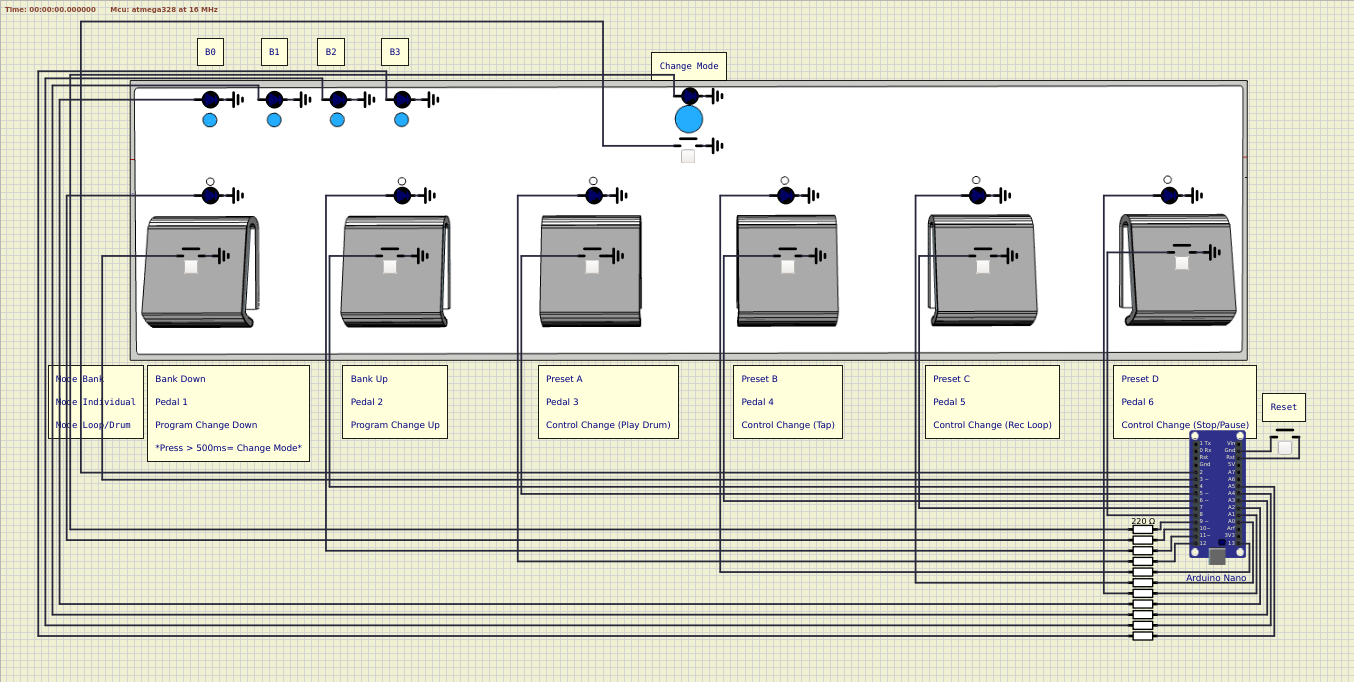 Time: 00:00:00.000000 Mcu: atmega328 at 16 MHz
B0
B1
B2
B3
Change Mode
Mode Bank
Mode Individual
Mode Loop/Drum
Bank Down
Pedal 1
Program Change Down
*Press > 500ms= Change Mode*
Bank Up
Pedal 2
Program Change Up
Preset A
Pedal 3
Control Change (Play Drum)
Preset B
Pedal 4
Control Change (Tap)
Preset C
Pedal 5
Control Change (Rec Loop)
Preset D
Pedal 6
Control Change (Stop/Pause)
Reset
1 Tx Vin
0 Rx Gnd
Rst Rst
Gnd 5V
2 A7
3 ~ A6
4 A5
5 ~ A4
6 ~ A3
7 A2
8 A1
9 ~ A0
10~ Arf
11~ 3V3
12 13
220 Ω
Arduino Nano